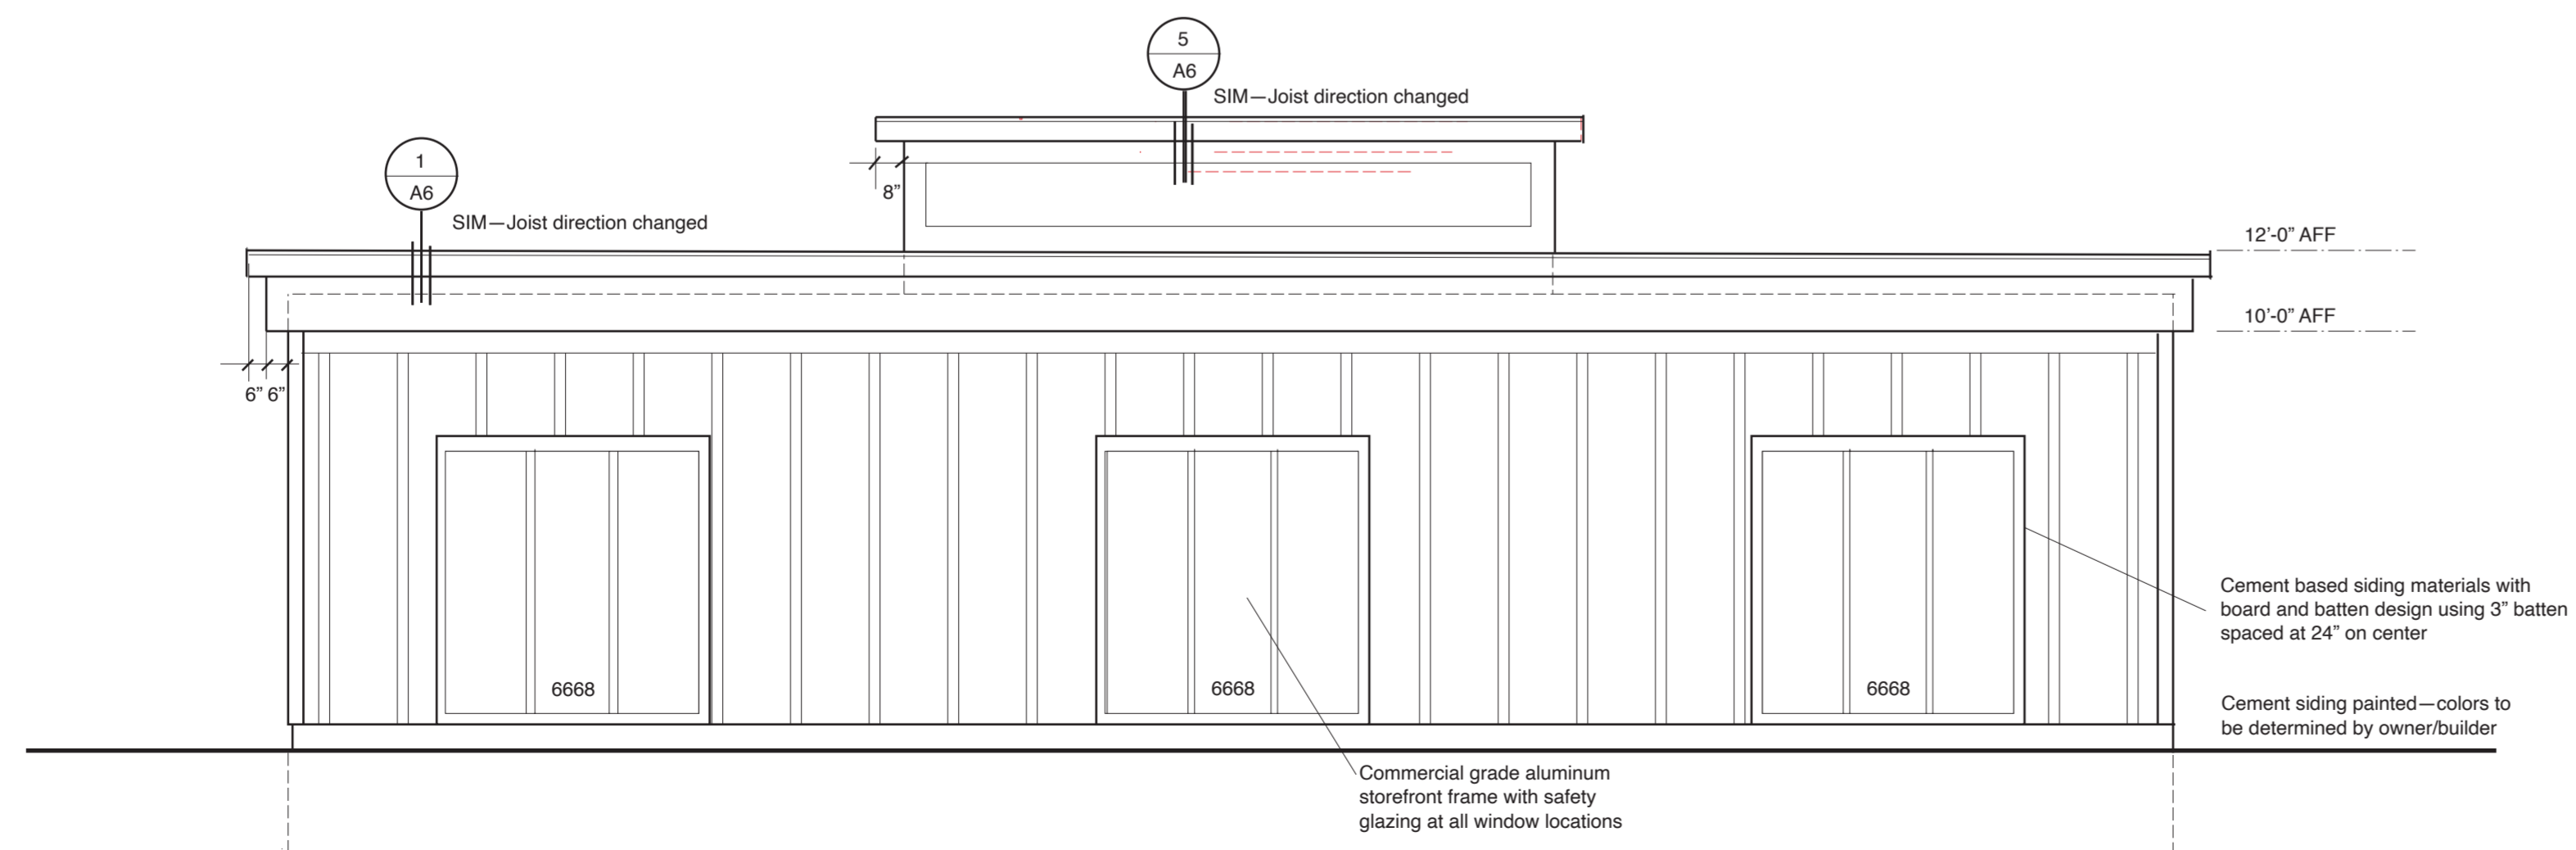 5
A6
SIM—Joist direction changed
1
A6
SIM—Joist direction changed
8”
12’-0” AFF
10’-0” AFF
6” 6”
6668
6668
6668
Cement based siding materials with
board and batten design using 3” batten
spaced at 24” on center
Cement siding painted—colors to
be determined by owner/builder
Commercial grade aluminum
storefront frame with safety
glazing at all window locations